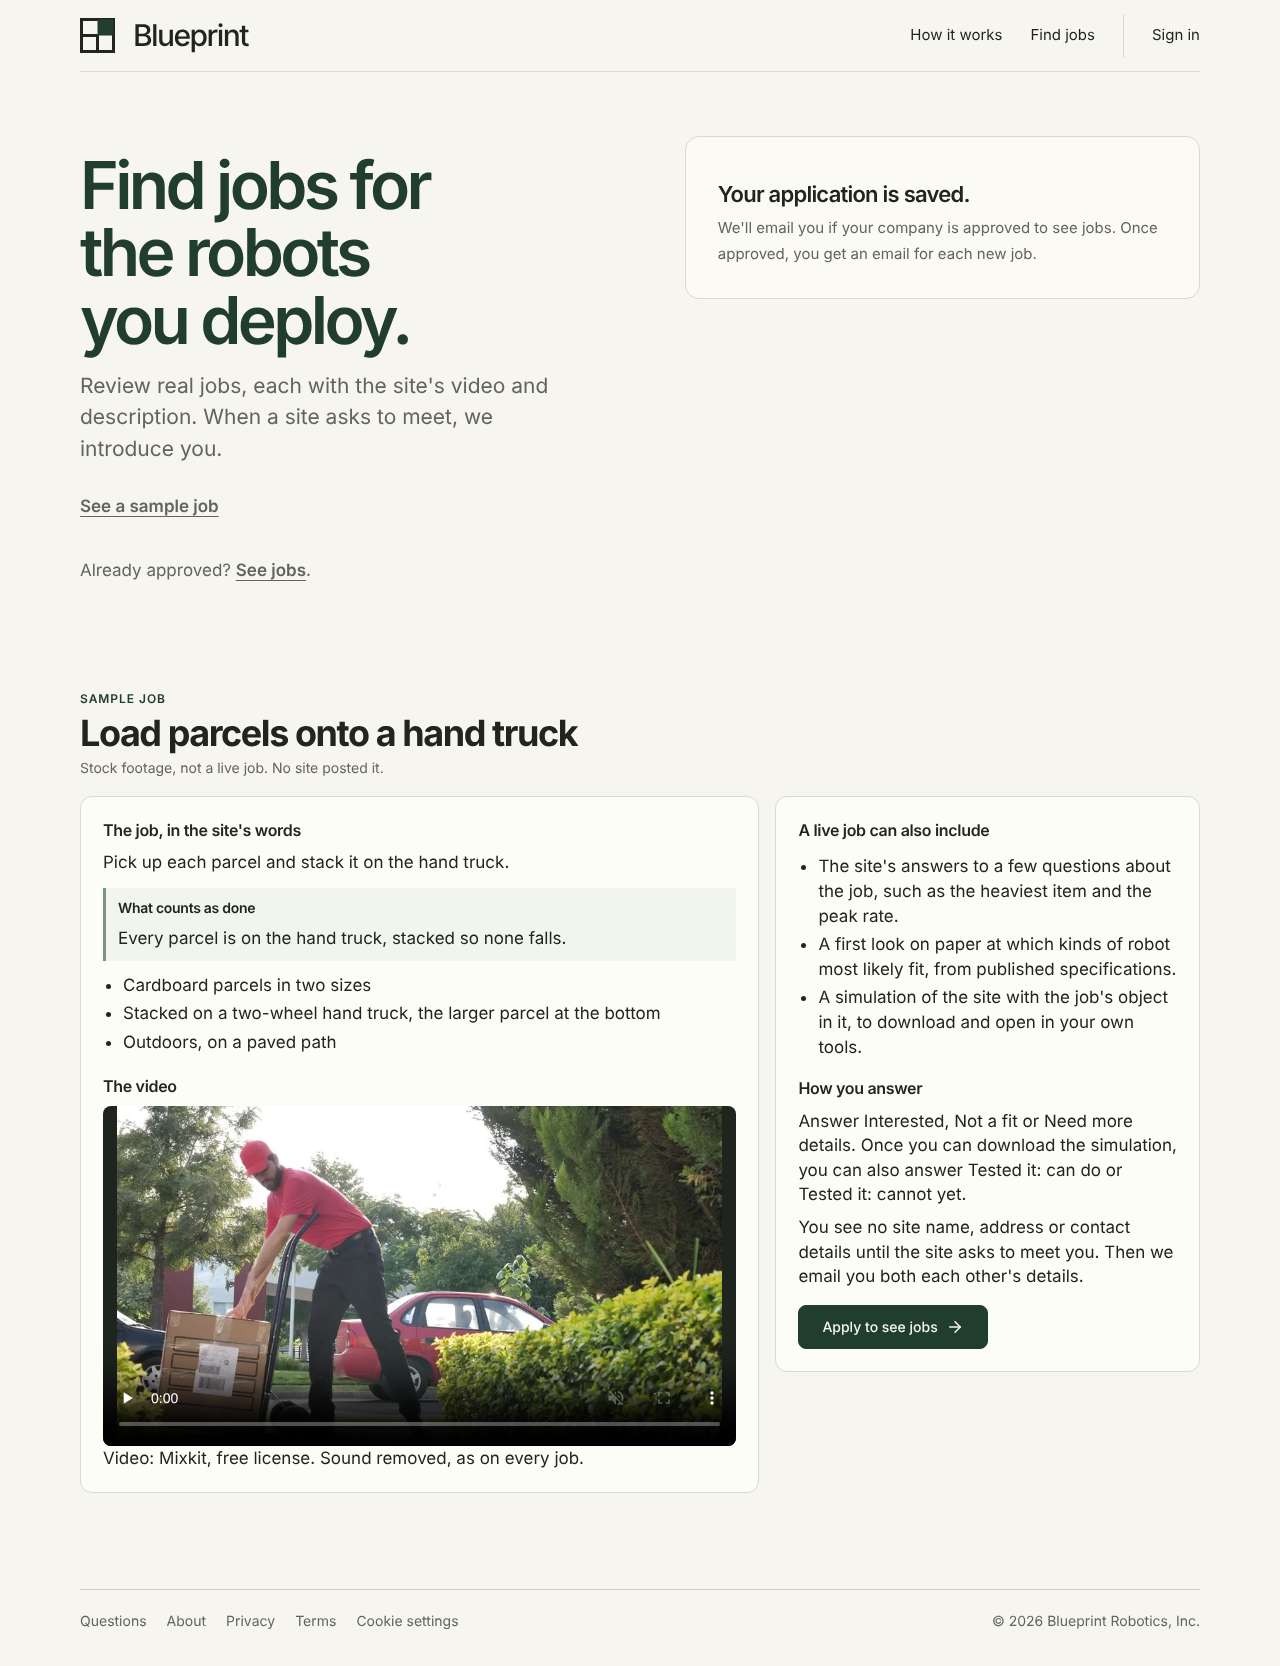 Blueprint
How it works
Find jobs
Sign in
Find jobs for
the robots
you deploy.
Review real jobs, each with the site's video and
description. When a site asks to meet, we
introduce you.
See a sample job
Already approved? See jobs.
Your application is saved.
We'll email you if your company is approved to see jobs. Once
approved, you get an email for each new job.
SAMPLE JOB
Load parcels onto a hand truck
Stock footage, not a live job. No site posted it.
The job, in the site's words
Pick up each parcel and stack it on the hand truck.
What counts as done
Every parcel is on the hand truck, stacked so none falls.
• Cardboard parcels in two sizes
• Stacked on a two-wheel hand truck, the larger parcel at the bottom
• Outdoors, on a paved path
The video
0:00
Video: Mixkit, free license. Sound removed, as on every job.
A live job can also include
• The site's answers to a few questions about
the job, such as the heaviest item and the
peak rate.
• A first look on paper at which kinds of robot
most likely fit, from published specifications.
• A simulation of the site with the job's object
in it, to download and open in your own
tools.
How you answer
Answer Interested, Not a fit or Need more
details. Once you can download the simulation,
you can also answer Tested it: can do or
Tested it: cannot yet.
You see no site name, address or contact
details until the site asks to meet you. Then we
email you both each other's details.
Apply to see jobs →
Questions
About
Privacy
Terms
Cookie settings
© 2026 Blueprint Robotics, Inc.